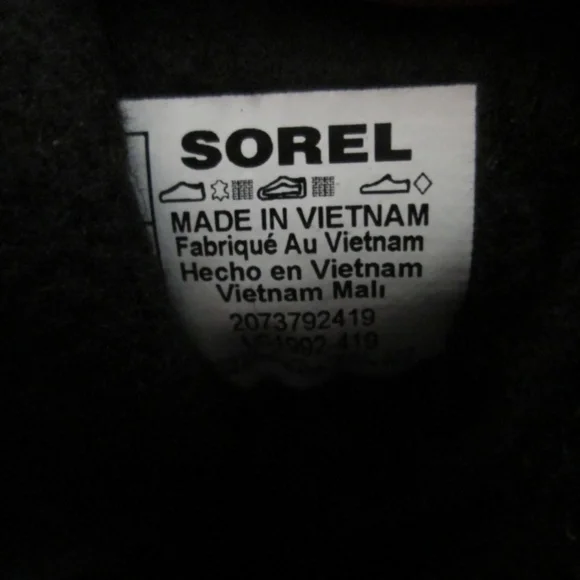 SOREL
MADE IN VIETNAM
Fabriqué Au Vietnam
Hecho en Vietnam
Vietnam Malı
2073792419